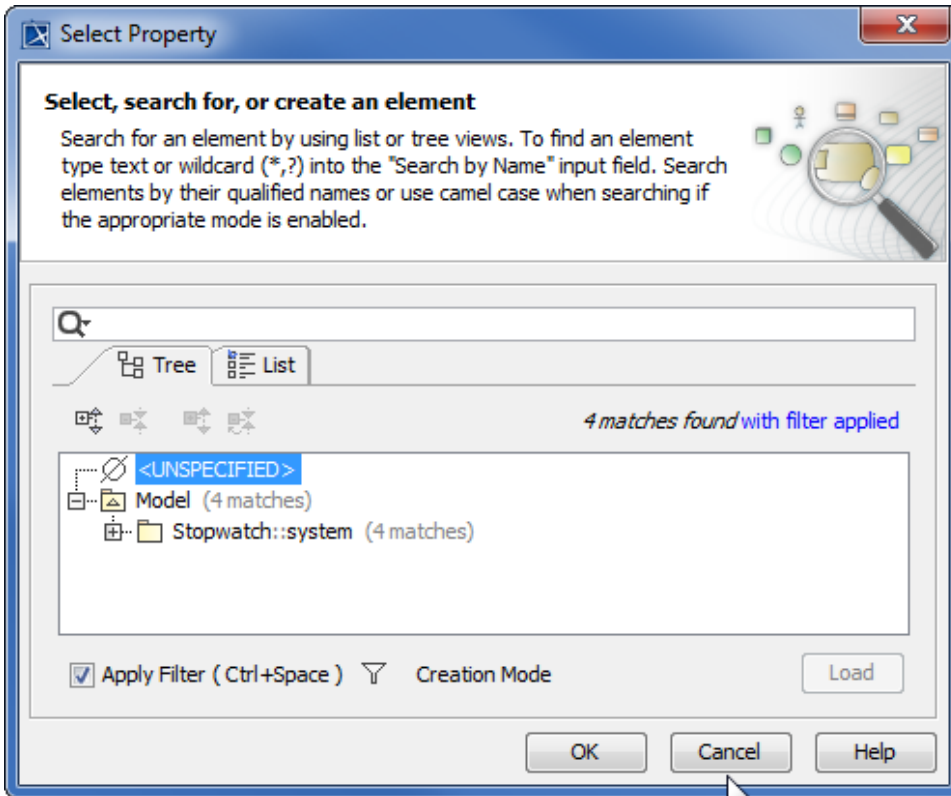 Select Property
Select, search for, or create an element
Search for an element by using list or tree views. To find an element
type text or wildcard (*,?) into the "Search by Name" input field. Search
elements by their qualified names or use camel case when searching if
the appropriate mode is enabled.
Tree List
4 matches found with filter applied
<UNSPECIFIED>
Model (4 matches)
Stopwatch::system (4 matches)
Apply Filter ( Ctrl+Space ) Creation Mode Load
OK Cancel Help